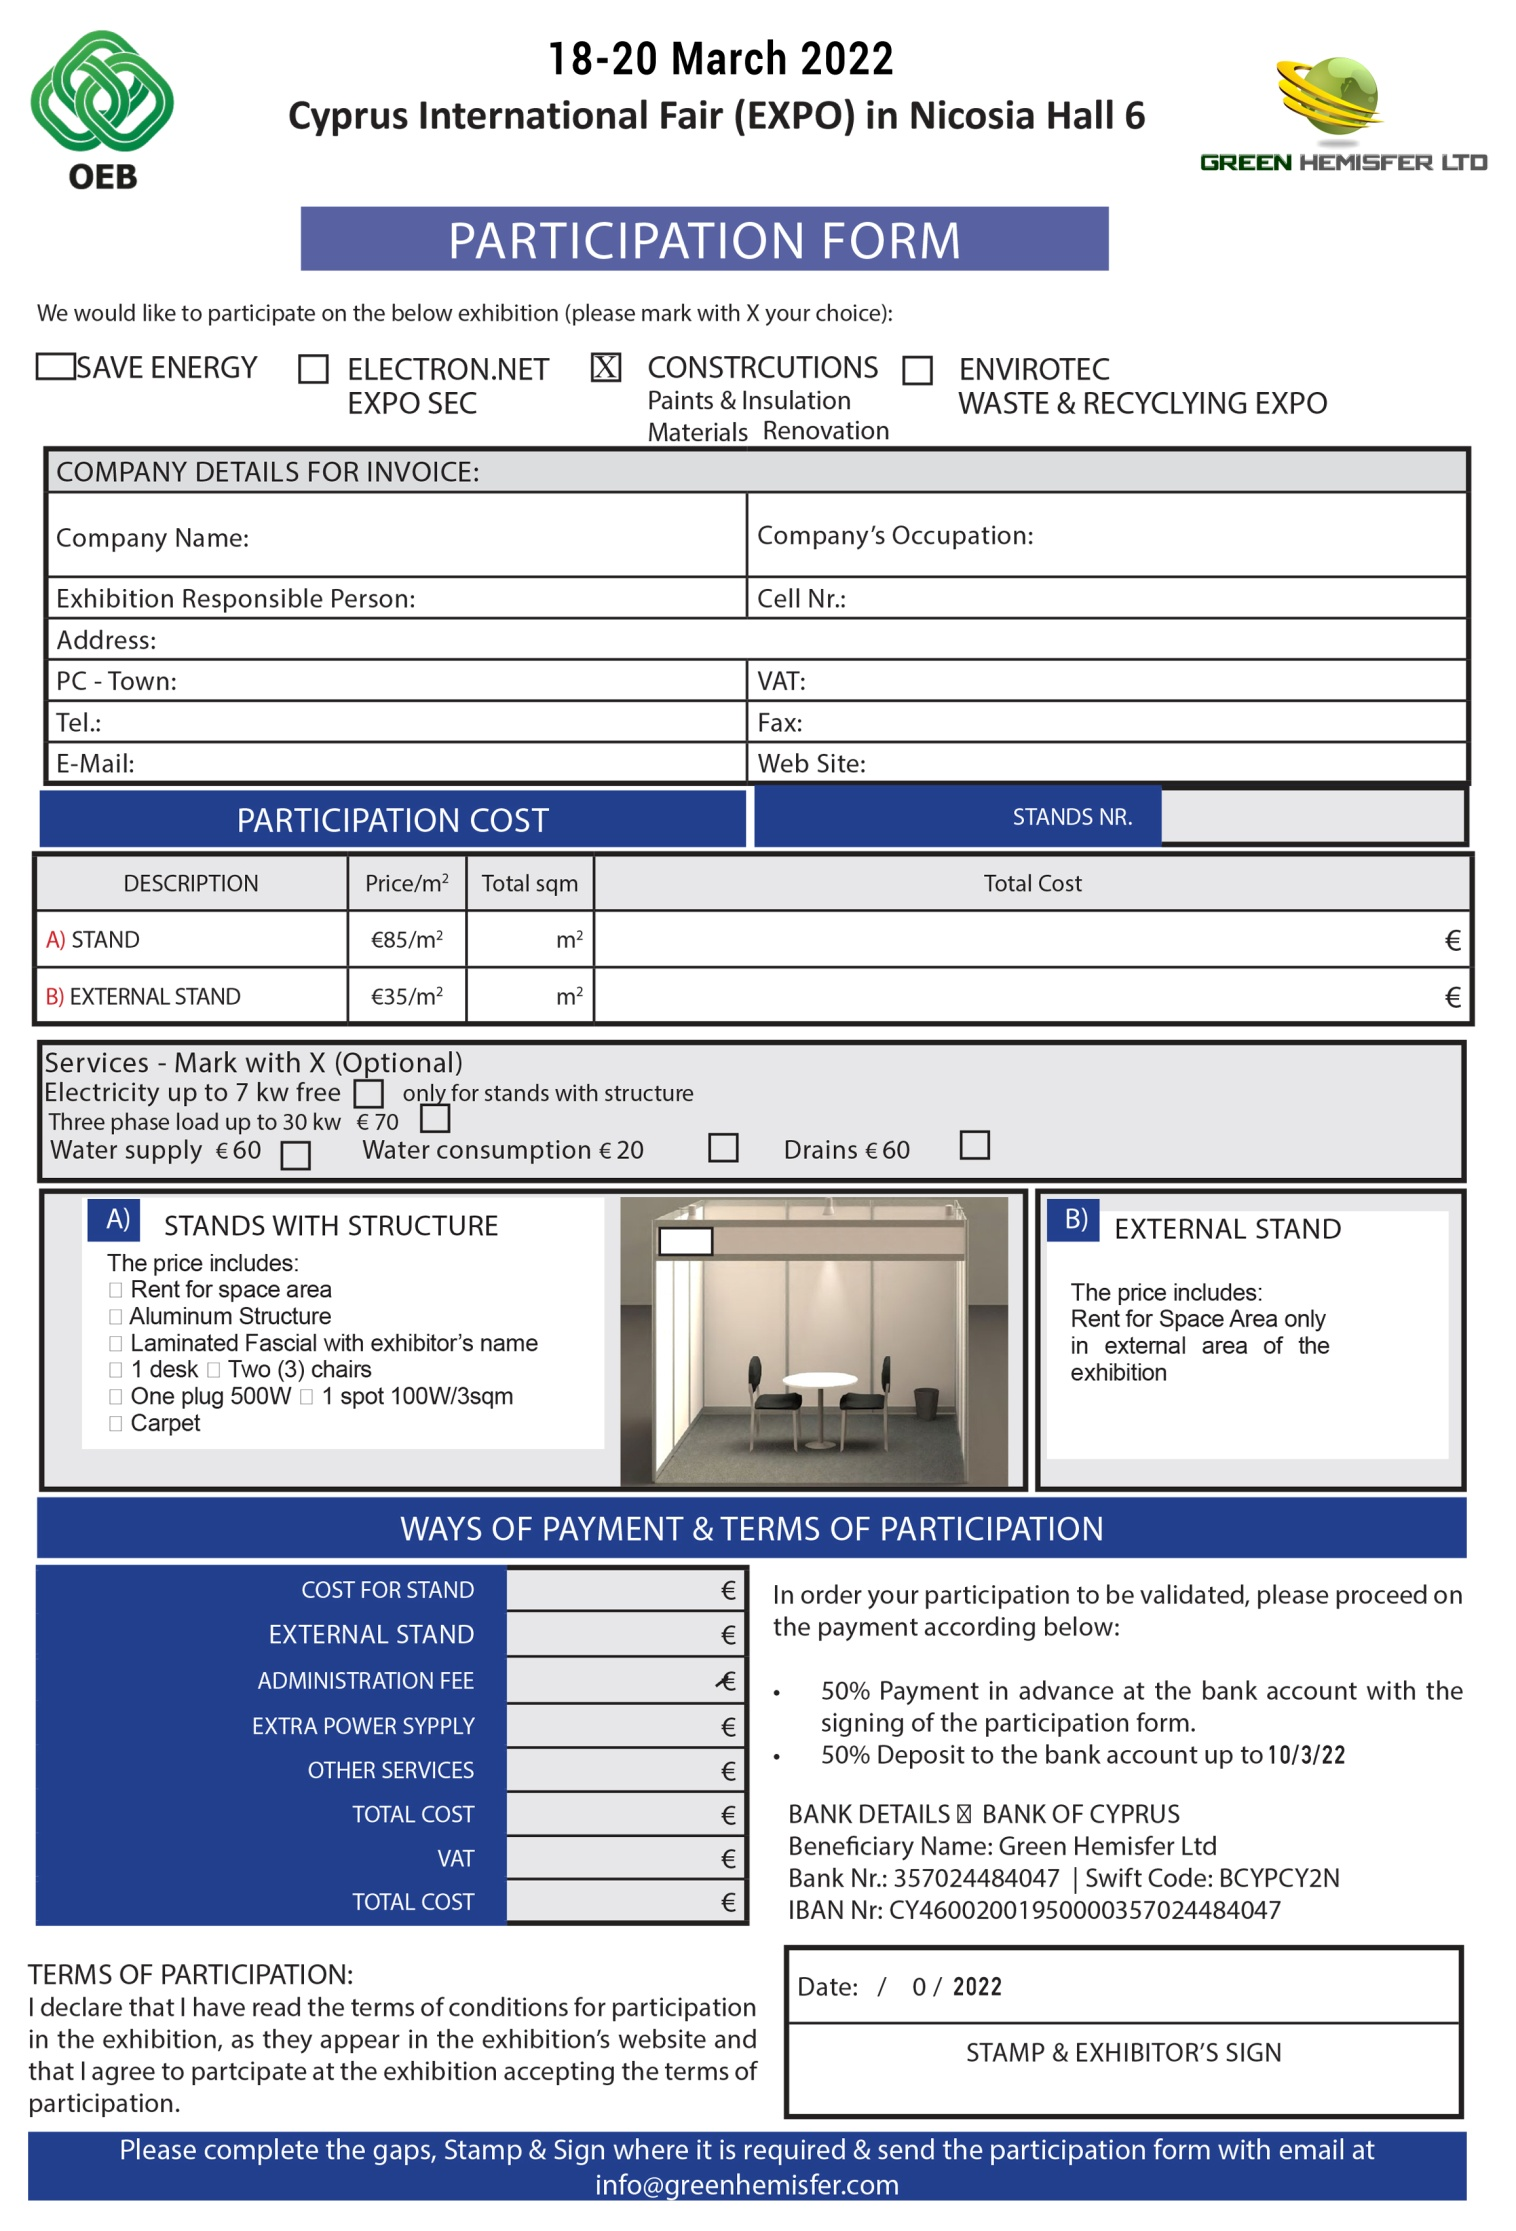 18-20 March 2022
Cyprus International Fair (EXPO) in Nicosia Hall 6
OEB
GREEN HEMISFER LTD
PARTICIPATION FORM
We would like to participate on the below exhibition (please mark with X your choice):
SAVE ENERGY
ELECTRON.NET
EXPO SEC
X CONSTRCUTIONS
Paints & Insulation
Materials Renovation
ENVIROTEC
WASTE & RECYCLYING EXPO
COMPANY DETAILS FOR INVOICE:
Company Name:
Company's Occupation:
Exhibition Responsible Person:
Cell Nr.:
Address:
PC - Town:
VAT:
Tel.:
Fax:
E-Mail:
Web Site:
PARTICIPATION COST
STANDS NR.
DESCRIPTION Price/m² Total sqm Total Cost
A) STAND €85/m² m² €
B) EXTERNAL STAND €35/m² m² €
Services - Mark with X (Optional)
Electricity up to 7 kw free only for stands with structure
Three phase load up to 30 kw € 70
Water supply € 60 Water consumption € 20 Drains € 60
A) STANDS WITH STRUCTURE
The price includes:
Rent for space area
Aluminum Structure
Laminated Fascial with exhibitor's name
1 desk Two (3) chairs
One plug 500W 1 spot 100W/3sqm
Carpet
B) EXTERNAL STAND
The price includes:
Rent for Space Area only
in external area of the
exhibition
WAYS OF PAYMENT & TERMS OF PARTICIPATION
COST FOR STAND €
EXTERNAL STAND €
ADMINISTRATION FEE €
EXTRA POWER SYPPLY €
OTHER SERVICES €
TOTAL COST €
VAT €
TOTAL COST €
In order your participation to be validated, please proceed on
the payment according below:
• 50% Payment in advance at the bank account with the
signing of the participation form.
• 50% Deposit to the bank account up to 10/3/22
BANK DETAILS BANK OF CYPRUS
Beneficiary Name: Green Hemisfer Ltd
Bank Nr.: 357024484047 | Swift Code: BCYPCY2N
IBAN Nr: CY46002001950000357024484047
TERMS OF PARTICIPATION:
I declare that I have read the terms of conditions for participation
in the exhibition, as they appear in the exhibition's website and
that I agree to partcipate at the exhibition accepting the terms of
participation.
Date: / 0 / 2022
STAMP & EXHIBITOR'S SIGN
Please complete the gaps, Stamp & Sign where it is required & send the participation form with email at
info@greenhemisfer.com